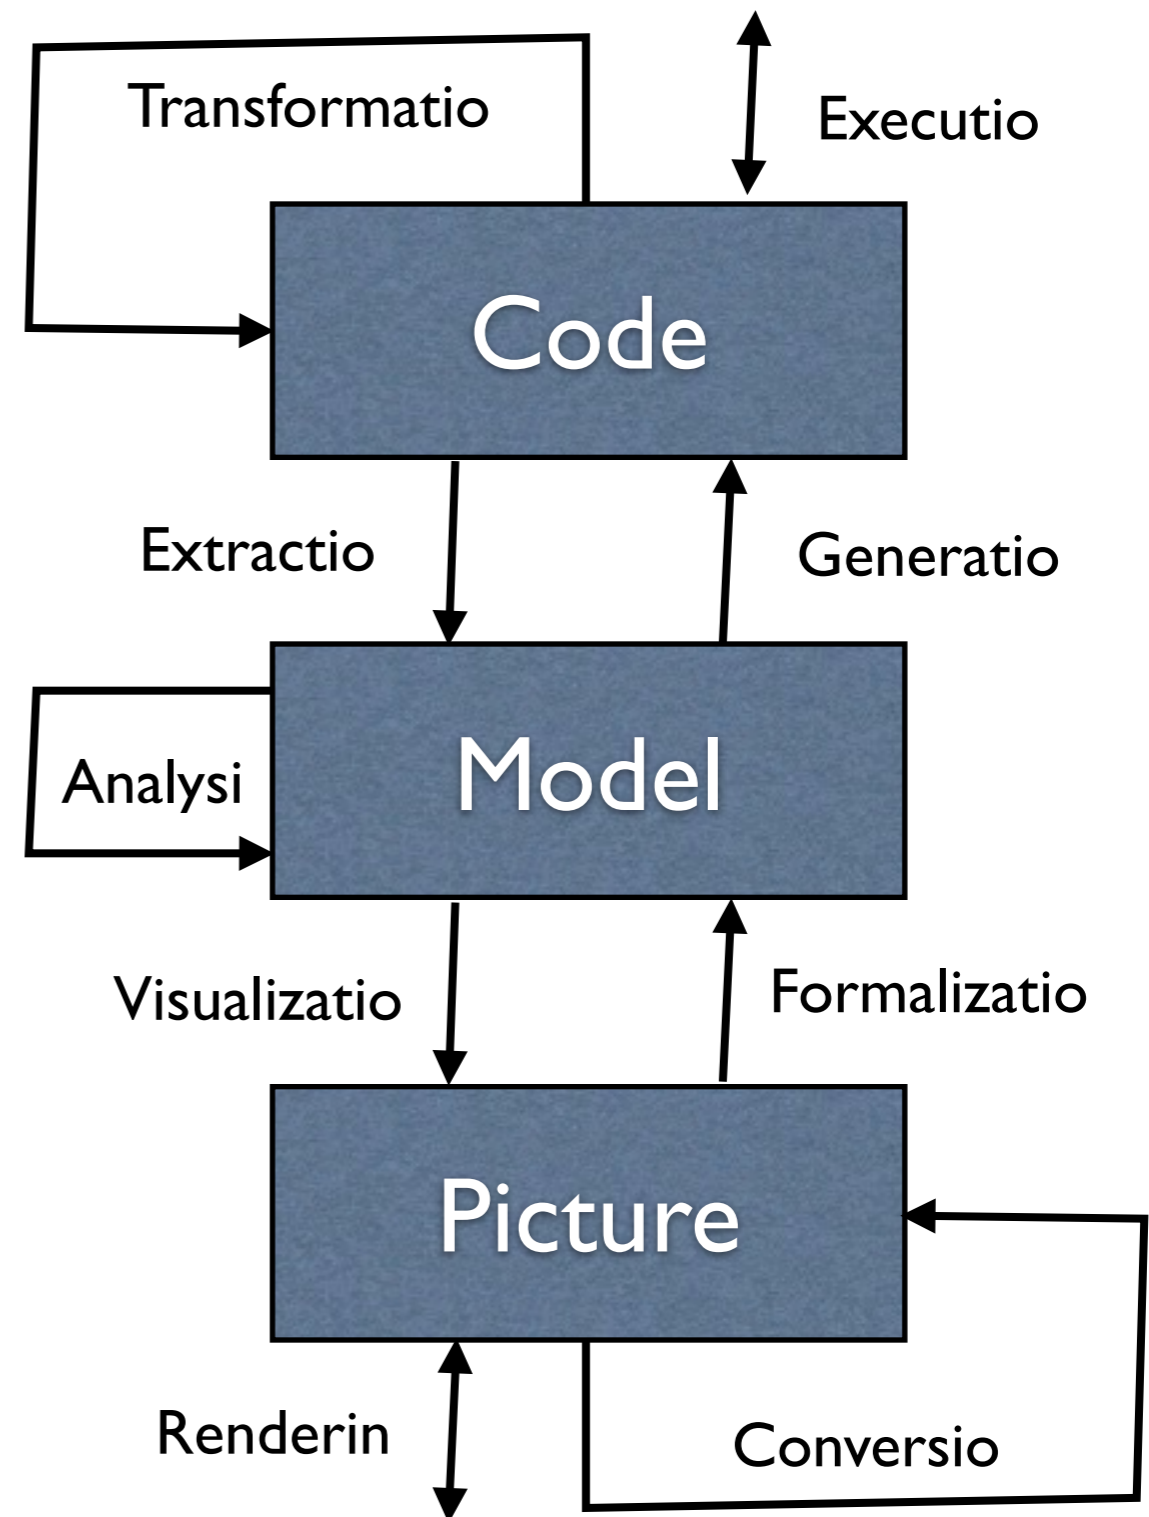 Transformatio
Executio
Code
Extractio
Generatio
Analysi
Model
Visualizatio
Formalizatio
Picture
Renderin
Conversio